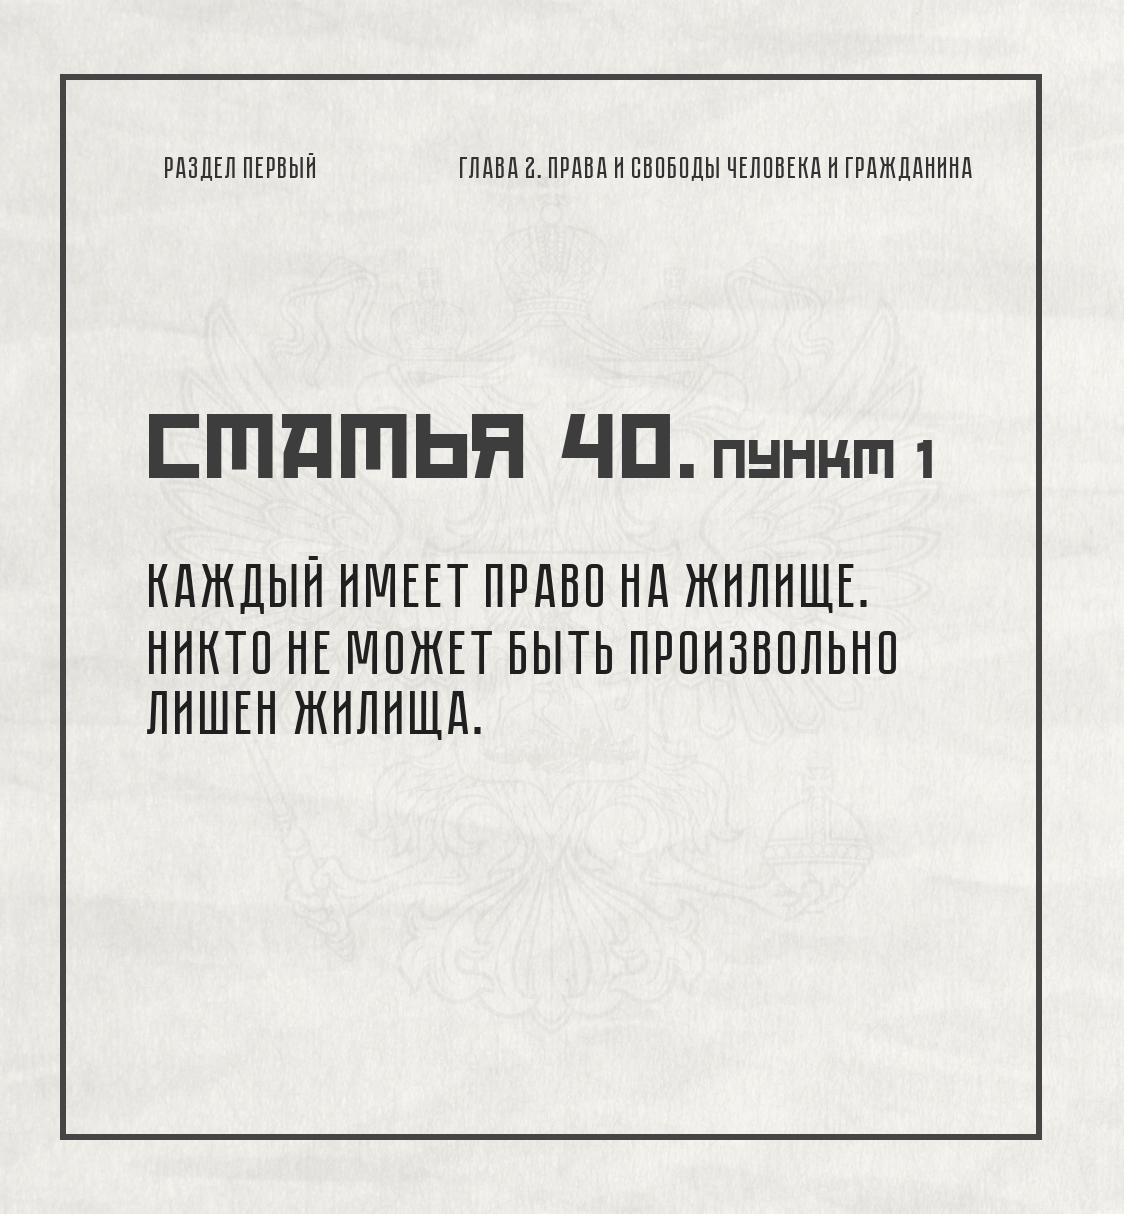 РАЗДЕЛ ПЕРВЫЙ
ГЛАВА 2. ПРАВА И СВОБОДЫ ЧЕЛОВЕКА И ГРАЖДАНИНА
СТАТЬЯ 40. ПУНКТ 1
КАЖДЫЙ ИМЕЕТ ПРАВО НА ЖИЛИЩЕ.
НИКТО НЕ МОЖЕТ БЫТЬ ПРОИЗВОЛЬНО
ЛИШЕН ЖИЛИЩА.